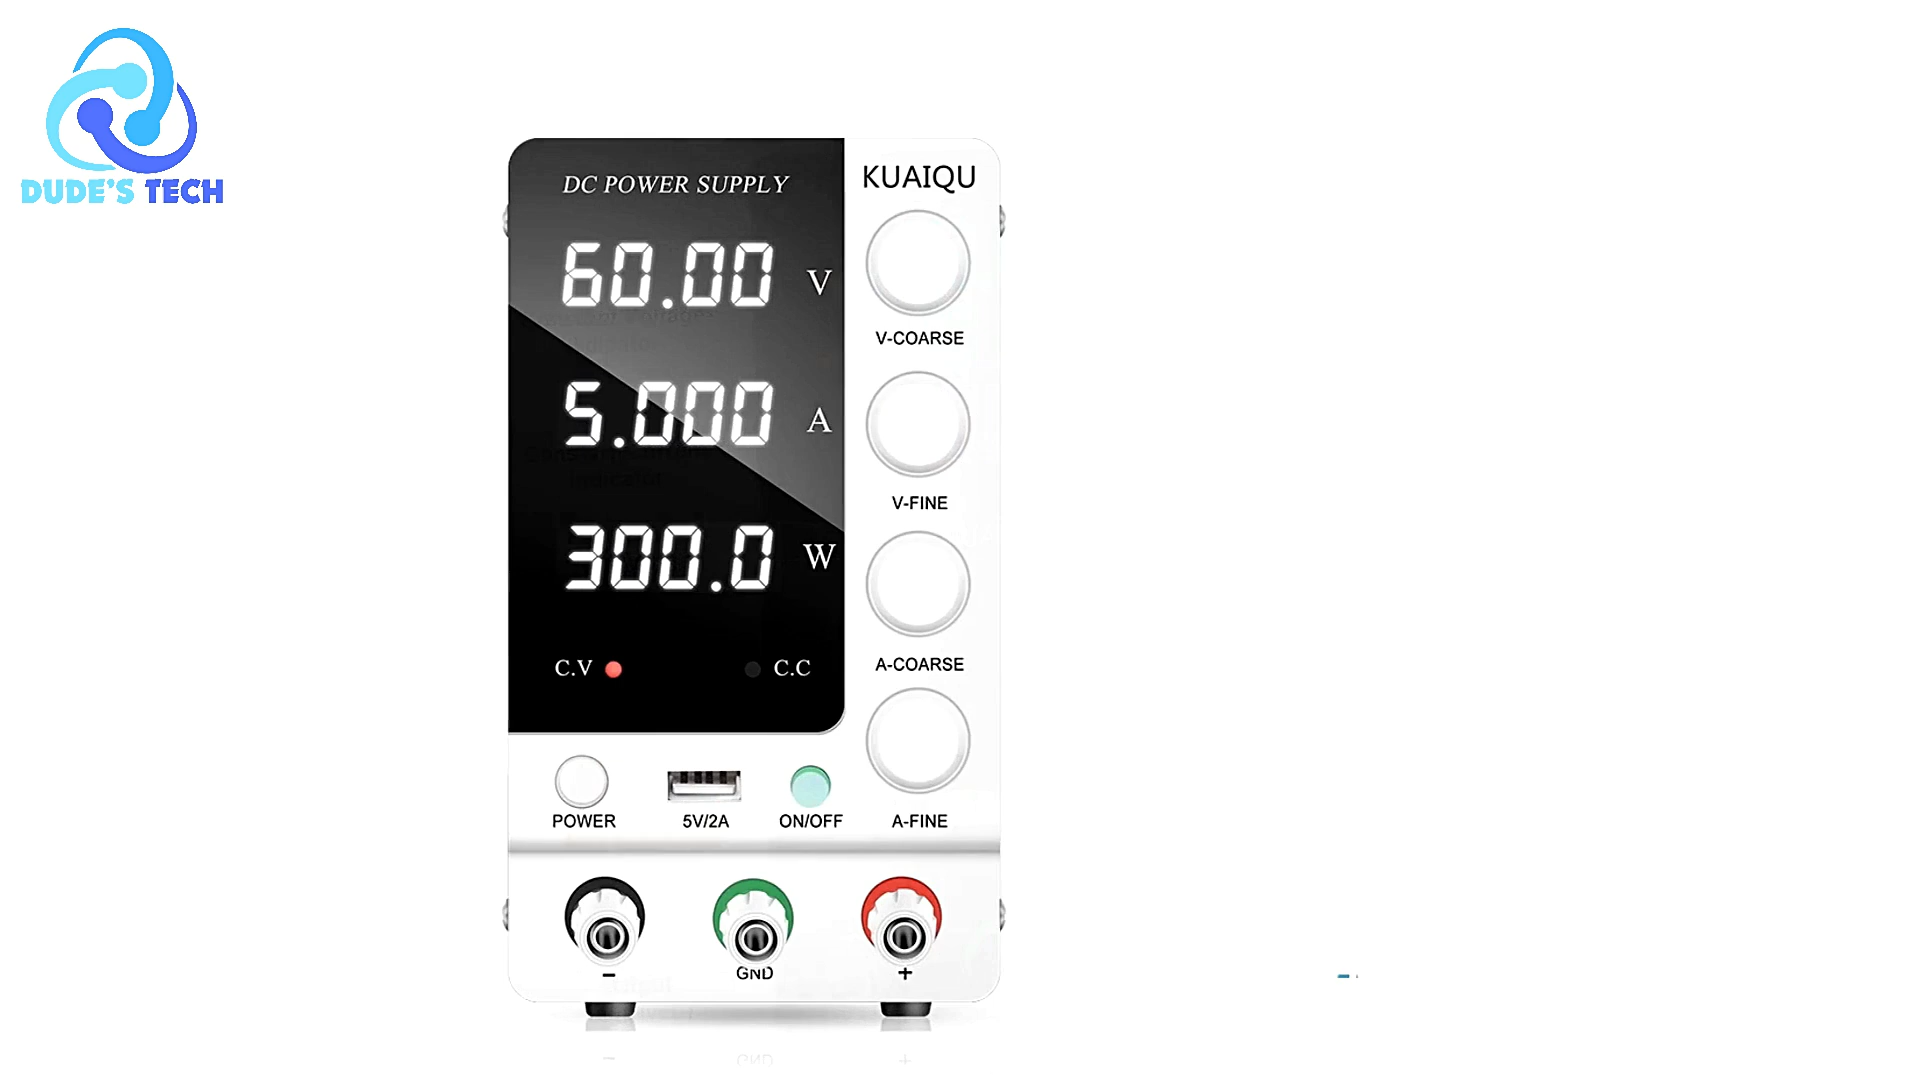 DUDE'S TECH
DC POWER SUPPLY
KUAIQU
60.00 V
V-COARSE
5.000 A
V-FINE
300.0 W
A-COARSE
C.V C.C
POWER 5V/2A ON/OFF A-FINE
- GND +